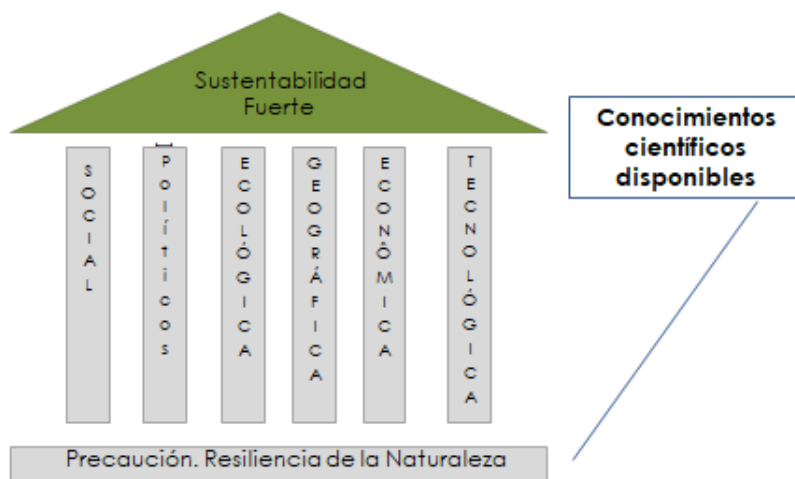 Sustentabilidad
Fuerte
Conocimientos
científicos
disponibles
SOCIAL
Políticos
ECOLÓGICA
GEOGRÁFICA
ECONÔMICA
TECNOLÓGICA
Precaución. Resiliencia de la Naturaleza